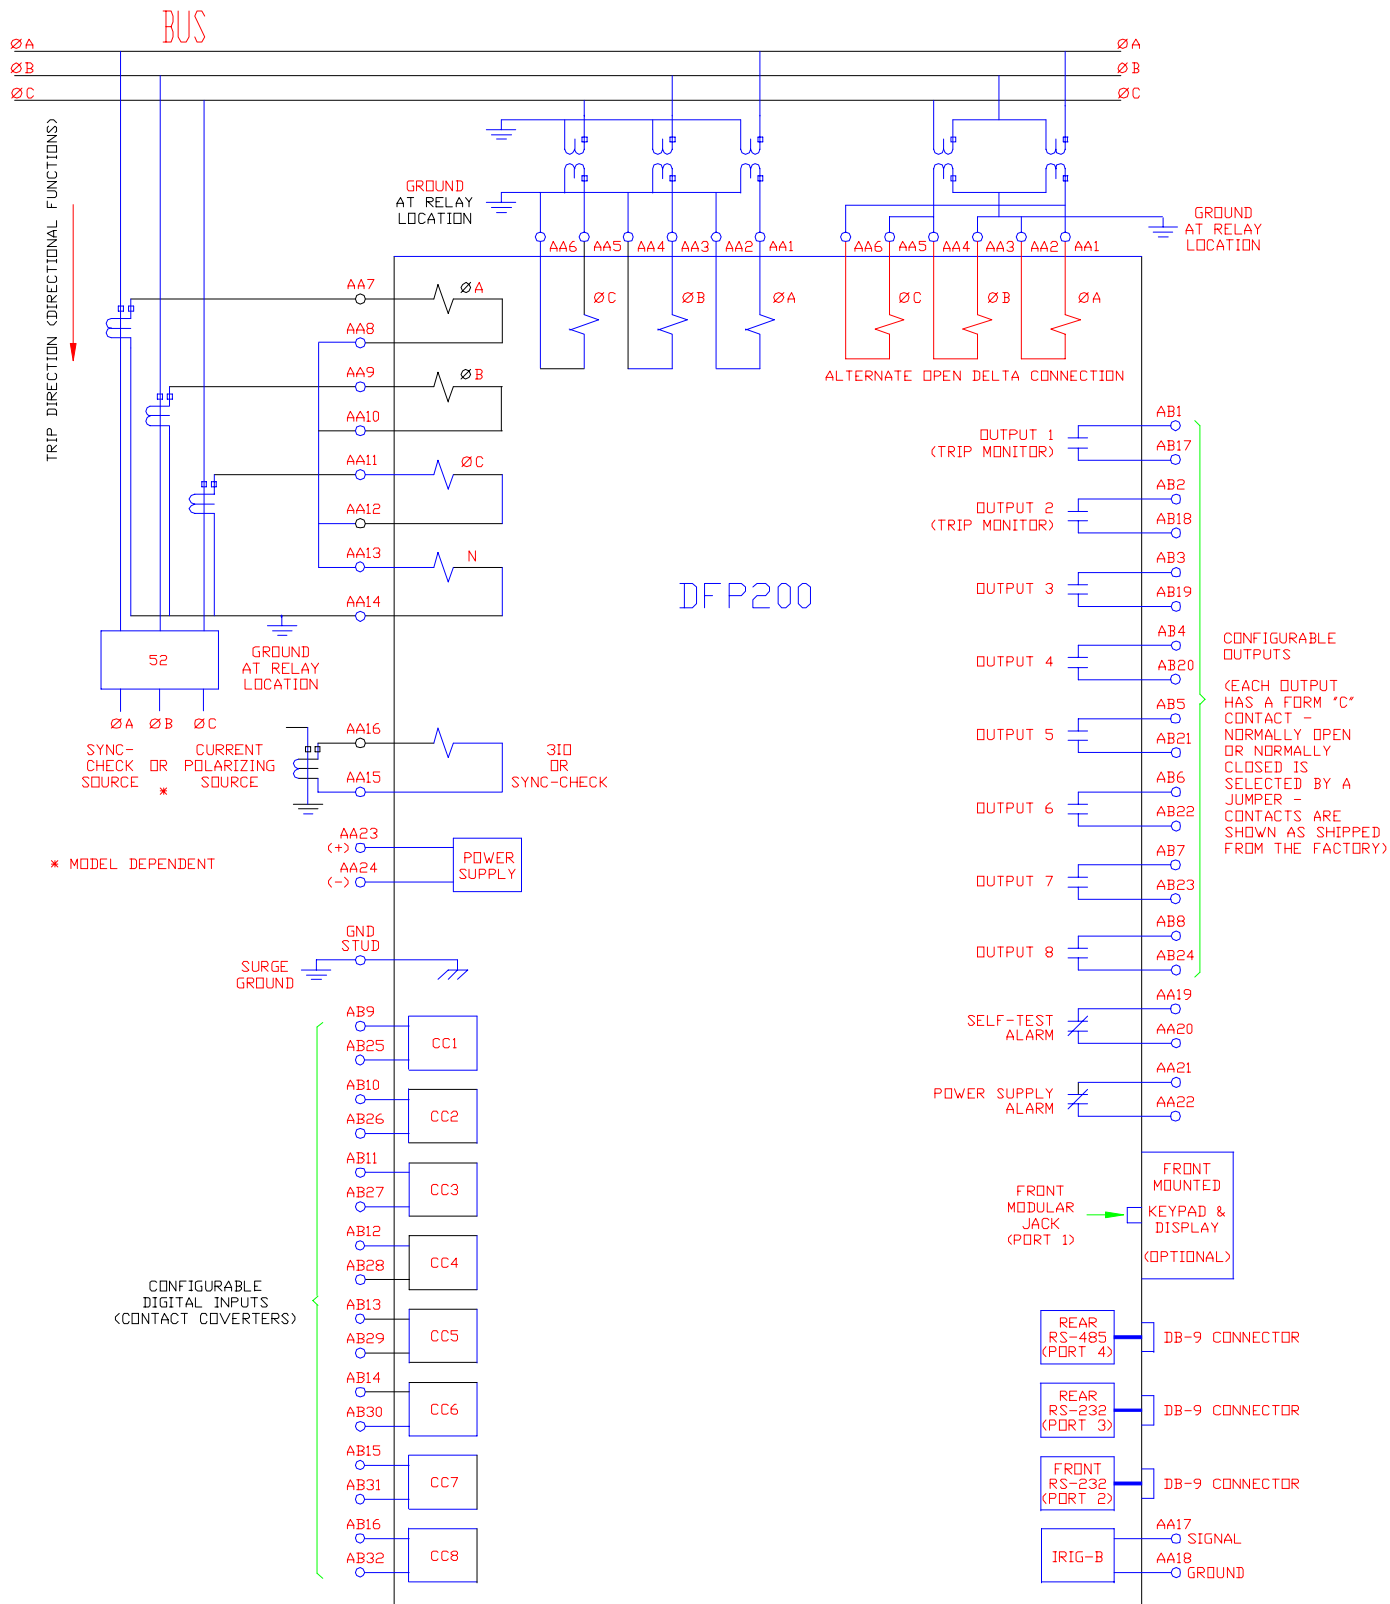 BUS
ØA
ØB
ØC
ØA
ØB
ØC
TRIP DIRECTION (DIRECTIONAL FUNCTIONS)
GROUND
AT RELAY
LOCATION
AA6
AA5
AA4
AA3
AA2
AA1
AA6
AA5
AA4
AA3
AA2
AA1
GROUND
AT RELAY
LOCATION
ØC
ØB
ØA
ØC
ØB
ØA
ALTERNATE OPEN DELTA CONNECTION
AA7
ØA
AA8
AA9
ØB
AA10
AA11
ØC
AA12
AA13
N
AA14
GROUND
AT RELAY
LOCATION
52
ØA
ØB
ØC
SYNC-
CHECK
SOURCE
OR
*
CURRENT
POLARIZING
SOURCE
AA16
AA15
3I0
OR
SYNC-CHECK
* MODEL DEPENDENT
AA23
(+)
AA24
(-)
POWER
SUPPLY
GND
STUD
SURGE
GROUND
DFP200
AB9
AB25
CC1
AB10
AB26
CC2
AB11
AB27
CC3
AB12
AB28
CC4
AB13
AB29
CC5
AB14
AB30
CC6
AB15
AB31
CC7
AB16
AB32
CC8
CONFIGURABLE
DIGITAL INPUTS
(CONTACT COVERTERS)
OUTPUT 1
(TRIP MONITOR)
AB1
AB17
OUTPUT 2
(TRIP MONITOR)
AB2
AB18
OUTPUT 3
AB3
AB19
OUTPUT 4
AB4
AB20
OUTPUT 5
AB5
AB21
OUTPUT 6
AB6
AB22
OUTPUT 7
AB7
AB23
OUTPUT 8
AB8
AB24
CONFIGURABLE
OUTPUTS
(EACH OUTPUT
HAS A FORM "C"
CONTACT -
NORMALLY OPEN
OR NORMALLY
CLOSED IS
SELECTED BY A
JUMPER -
CONTACTS ARE
SHOWN AS SHIPPED
FROM THE FACTORY)
SELF-TEST
ALARM
AA19
AA20
POWER SUPPLY
ALARM
AA21
AA22
FRONT
MODULAR
JACK
(PORT 1)
FRONT
MOUNTED
KEYPAD &
DISPLAY
(OPTIONAL)
REAR
RS-485
(PORT 4)
DB-9 CONNECTOR
REAR
RS-232
(PORT 3)
DB-9 CONNECTOR
FRONT
RS-232
(PORT 2)
DB-9 CONNECTOR
IRIG-B
AA17
SIGNAL
AA18
GROUND